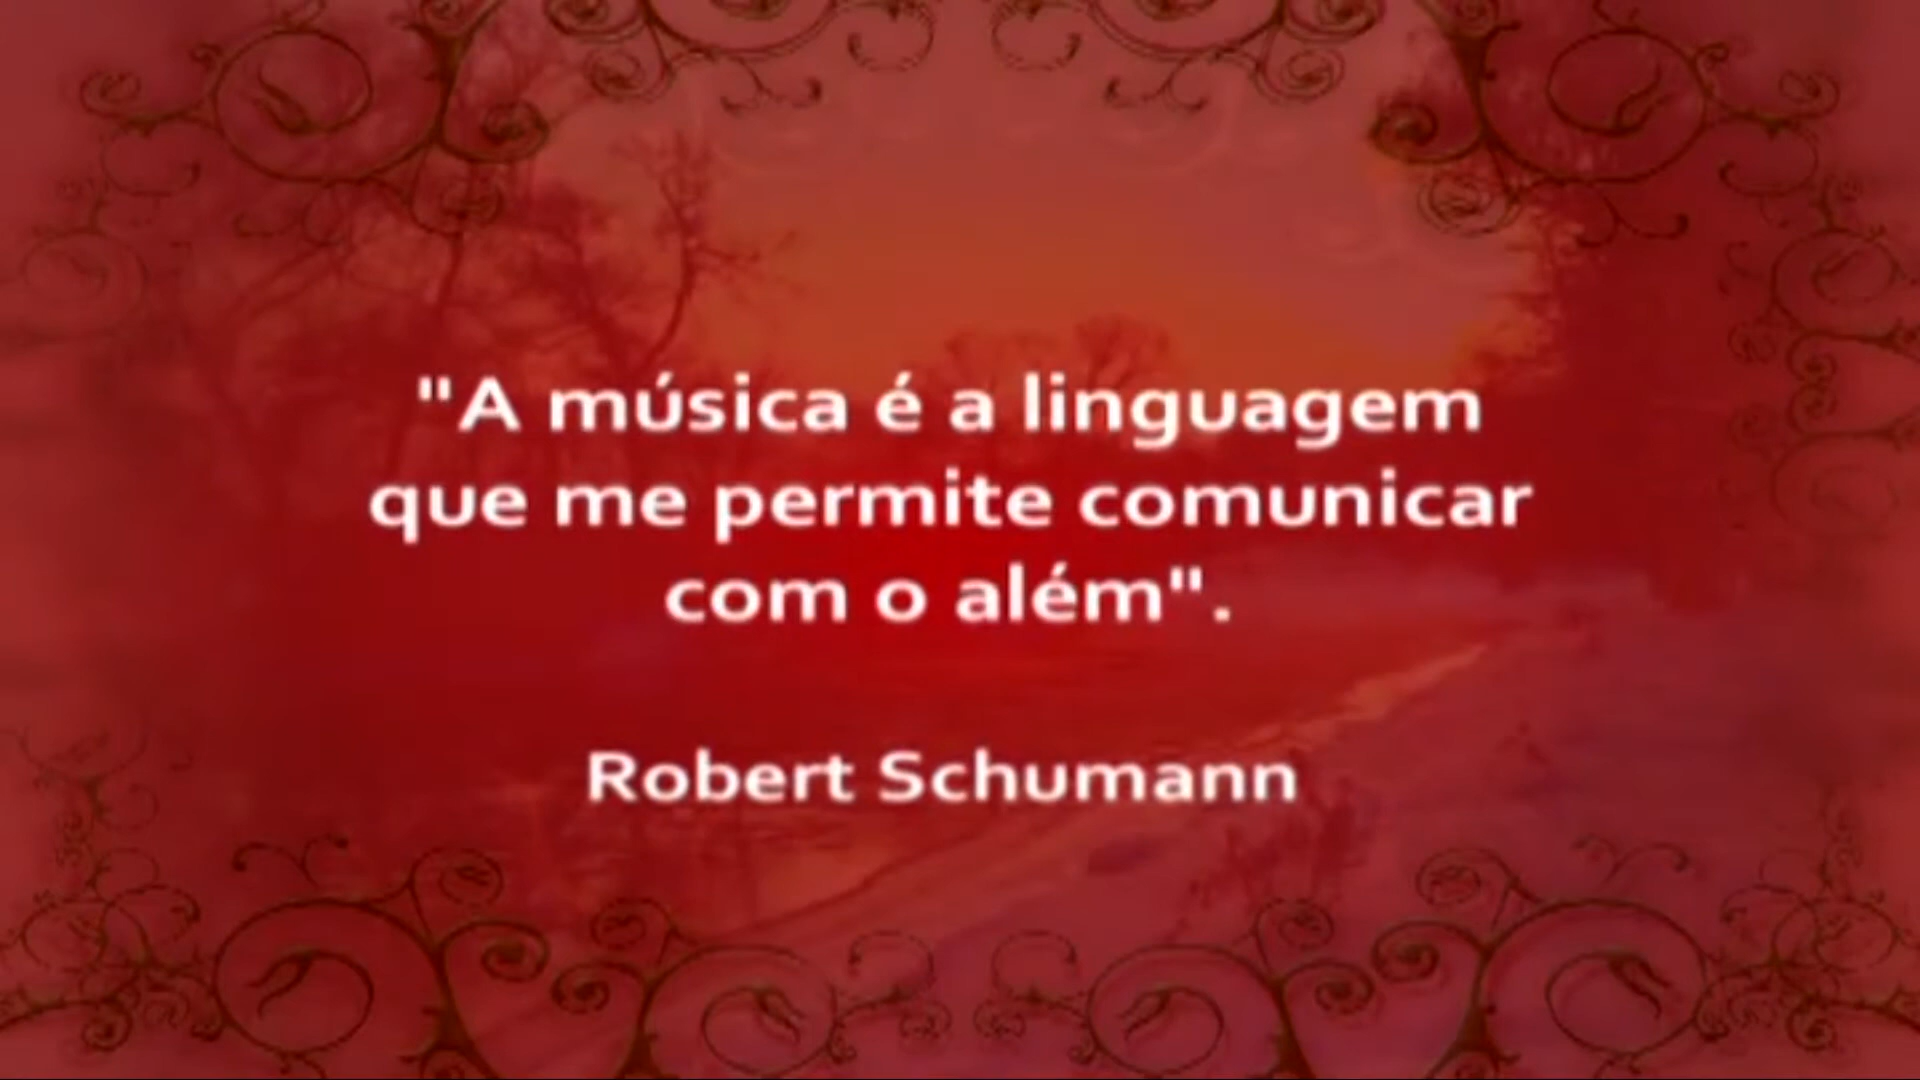 "A música é a linguagem
que me permite comunicar
com o além".
Robert Schumann